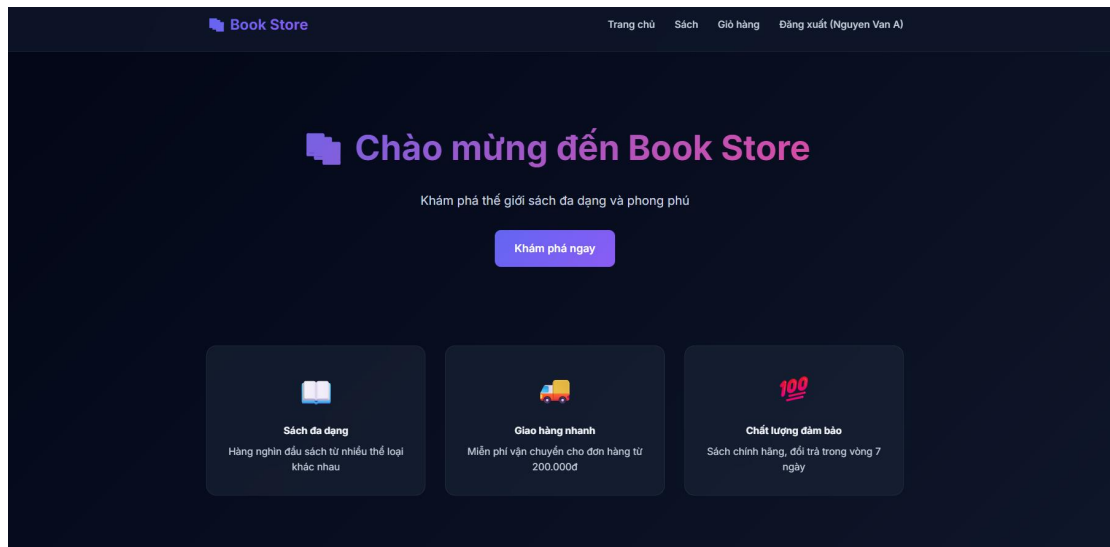 Book Store
Trang chủ Sách Giỏ hàng Đăng xuất (Nguyen Van A)
Chào mừng đến Book Store
Khám phá thế giới sách đa dạng và phong phú
Khám phá ngay
Sách đa dạng
Hàng nghìn đầu sách từ nhiều thể loại
khác nhau
Giao hàng nhanh
Miễn phí vận chuyển cho đơn hàng từ
200.000đ
100
Chất lượng đảm bảo
Sách chính hãng, đổi trả trong vòng 7
ngày